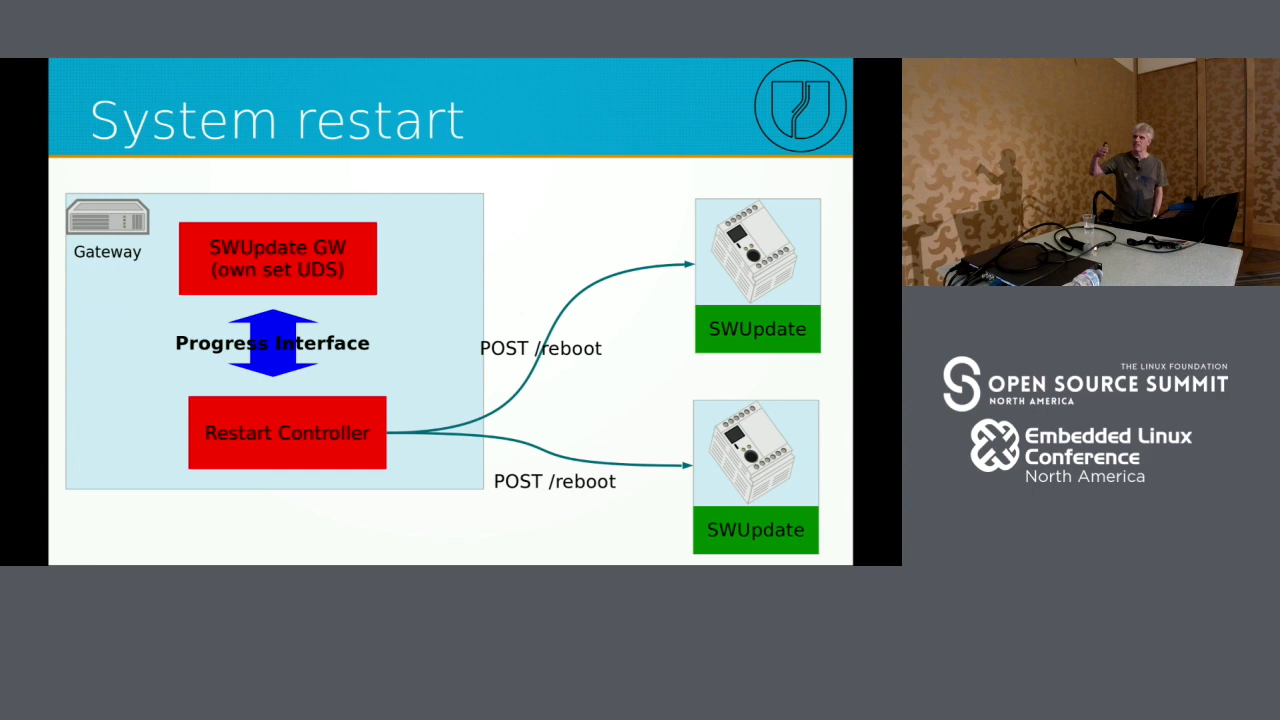 System restart
Gateway
SWUpdate GW
(own set UDS)
Progress Interface
Restart Controller
POST /reboot
POST /reboot
SWUpdate
SWUpdate
THE LINUX FOUNDATION
OPEN SOURCE SUMMIT
NORTH AMERICA
Embedded Linux
Conference
North America